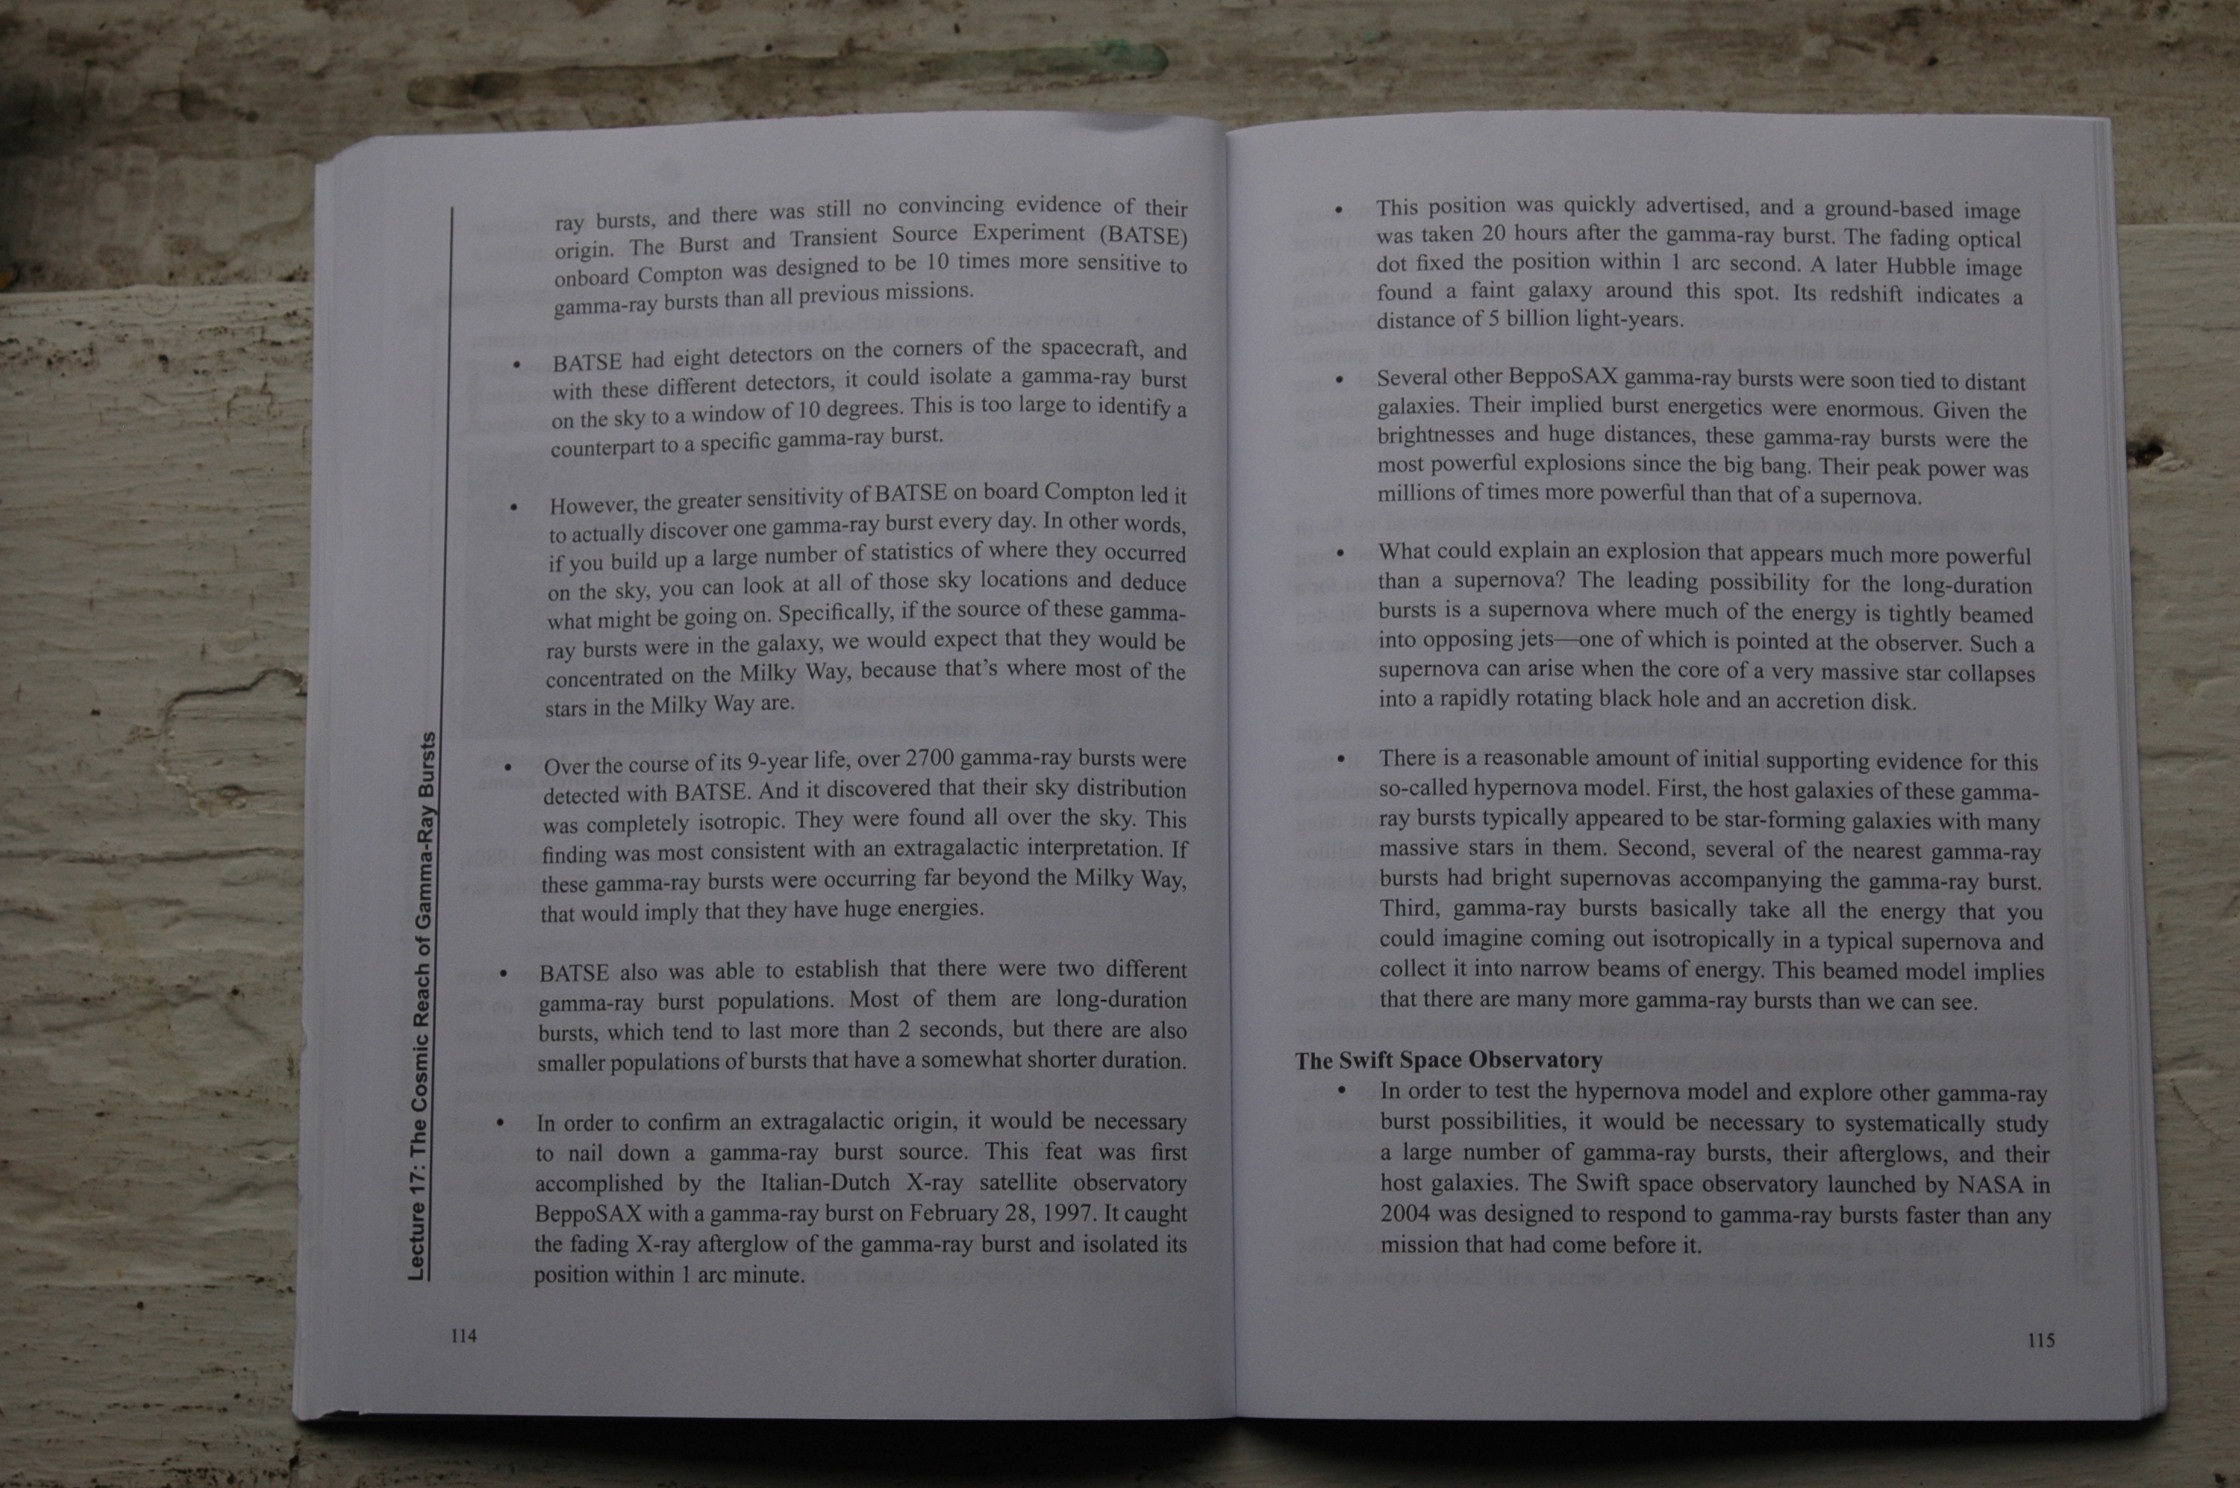 Lecture 17: The Cosmic Reach of Gamma-Ray Bursts
ray bursts, and there was still no convincing evidence of their
origin. The Burst and Transient Source Experiment (BATSE)
onboard Compton was designed to be 10 times more sensitive to
gamma-ray bursts than all previous missions.
• BATSE had eight detectors on the corners of the spacecraft, and
with these different detectors, it could isolate a gamma-ray burst
on the sky to a window of 10 degrees. This is too large to identify a
counterpart to a specific gamma-ray burst.
• However, the greater sensitivity of BATSE on board Compton led it
to actually discover one gamma-ray burst every day. In other words,
if you build up a large number of statistics of where they occurred
on the sky, you can look at all of those sky locations and deduce
what might be going on. Specifically, if the source of these gamma-
ray bursts were in the galaxy, we would expect that they would be
concentrated on the Milky Way, because that's where most of the
stars in the Milky Way are.
• Over the course of its 9-year life, over 2700 gamma-ray bursts were
detected with BATSE. And it discovered that their sky distribution
was completely isotropic. They were found all over the sky. This
finding was most consistent with an extragalactic interpretation. If
these gamma-ray bursts were occurring far beyond the Milky Way,
that would imply that they have huge energies.
• BATSE also was able to establish that there were two different
gamma-ray burst populations. Most of them are long-duration
bursts, which tend to last more than 2 seconds, but there are also
smaller populations of bursts that have a somewhat shorter duration.
• In order to confirm an extragalactic origin, it would be necessary
to nail down a gamma-ray burst source. This feat was first
accomplished by the Italian-Dutch X-ray satellite observatory
BeppoSAX with a gamma-ray burst on February 28, 1997. It caught
the fading X-ray afterglow of the gamma-ray burst and isolated its
position within 1 arc minute.
114
• This position was quickly advertised, and a ground-based image
was taken 20 hours after the gamma-ray burst. The fading optical
dot fixed the position within 1 arc second. A later Hubble image
found a faint galaxy around this spot. Its redshift indicates a
distance of 5 billion light-years.
• Several other BeppoSAX gamma-ray bursts were soon tied to distant
galaxies. Their implied burst energetics were enormous. Given the
brightnesses and huge distances, these gamma-ray bursts were the
most powerful explosions since the big bang. Their peak power was
millions of times more powerful than that of a supernova.
• What could explain an explosion that appears much more powerful
than a supernova? The leading possibility for the long-duration
bursts is a supernova where much of the energy is tightly beamed
into opposing jets—one of which is pointed at the observer. Such a
supernova can arise when the core of a very massive star collapses
into a rapidly rotating black hole and an accretion disk.
• There is a reasonable amount of initial supporting evidence for this
so-called hypernova model. First, the host galaxies of these gamma-
ray bursts typically appeared to be star-forming galaxies with many
massive stars in them. Second, several of the nearest gamma-ray
bursts had bright supernovas accompanying the gamma-ray burst.
Third, gamma-ray bursts basically take all the energy that you
could imagine coming out isotropically in a typical supernova and
collect it into narrow beams of energy. This beamed model implies
that there are many more gamma-ray bursts than we can see.
The Swift Space Observatory
• In order to test the hypernova model and explore other gamma-ray
burst possibilities, it would be necessary to systematically study
a large number of gamma-ray bursts, their afterglows, and their
host galaxies. The Swift space observatory launched by NASA in
2004 was designed to respond to gamma-ray bursts faster than any
mission that had come before it.
115